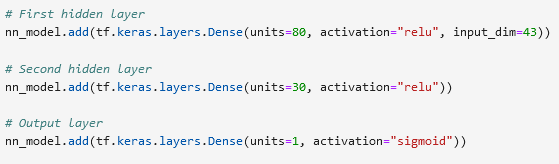 # First hidden layer
nn_model.add(tf.keras.layers.Dense(units=80, activation="relu", input_dim=43))
# Second hidden layer
nn_model.add(tf.keras.layers.Dense(units=30, activation="relu"))
# Output layer
nn_model.add(tf.keras.layers.Dense(units=1, activation="sigmoid"))